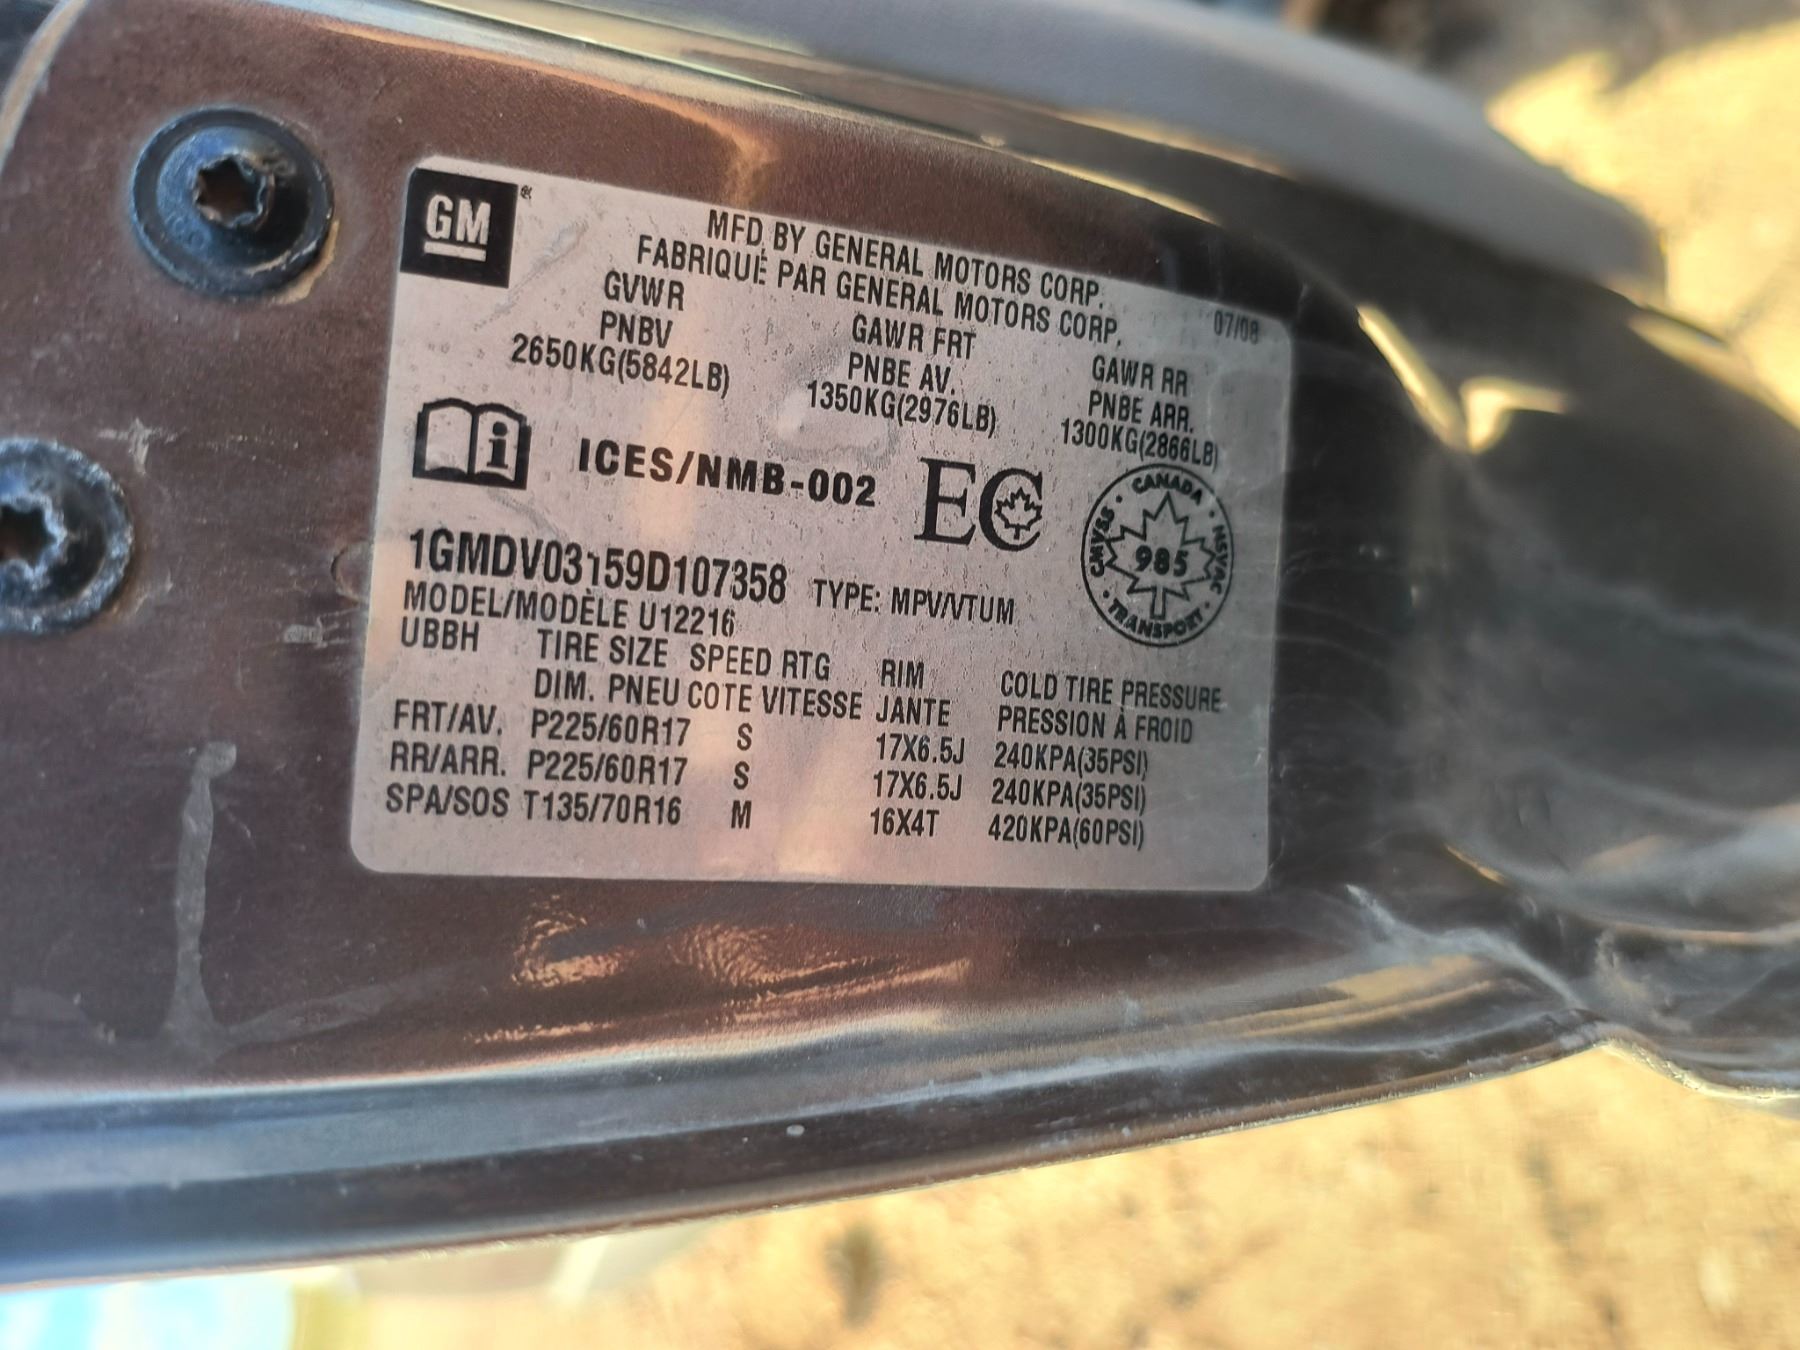 GM
MFD BY GENERAL MOTORS CORP.
FABRIQUÉ PAR GENERAL MOTORS CORP.
07/08
GVWR GAWR FRT GAWR RR
PNBV PNBE AV. PNBE ARR.
2650KG(5842LB) 1350KG(2976LB) 1300KG(2866LB)
i ICES/NMB-002 EC
CANADA
CMVSS 985 NSVAC
TRANSPORT
1GMDV03159D107358 TYPE: MPV/VTUM
MODEL/MODÈLE U12216
UBBH TIRE SIZE SPEED RTG RIM COLD TIRE PRESSURE
DIM. PNEU COTE VITESSE JANTE PRESSION À FROID
FRT/AV. P225/60R17 S 17X6.5J 240KPA(35PSI)
RR/ARR. P225/60R17 S 17X6.5J 240KPA(35PSI)
SPA/SOS T135/70R16 M 16X4T 420KPA(60PSI)